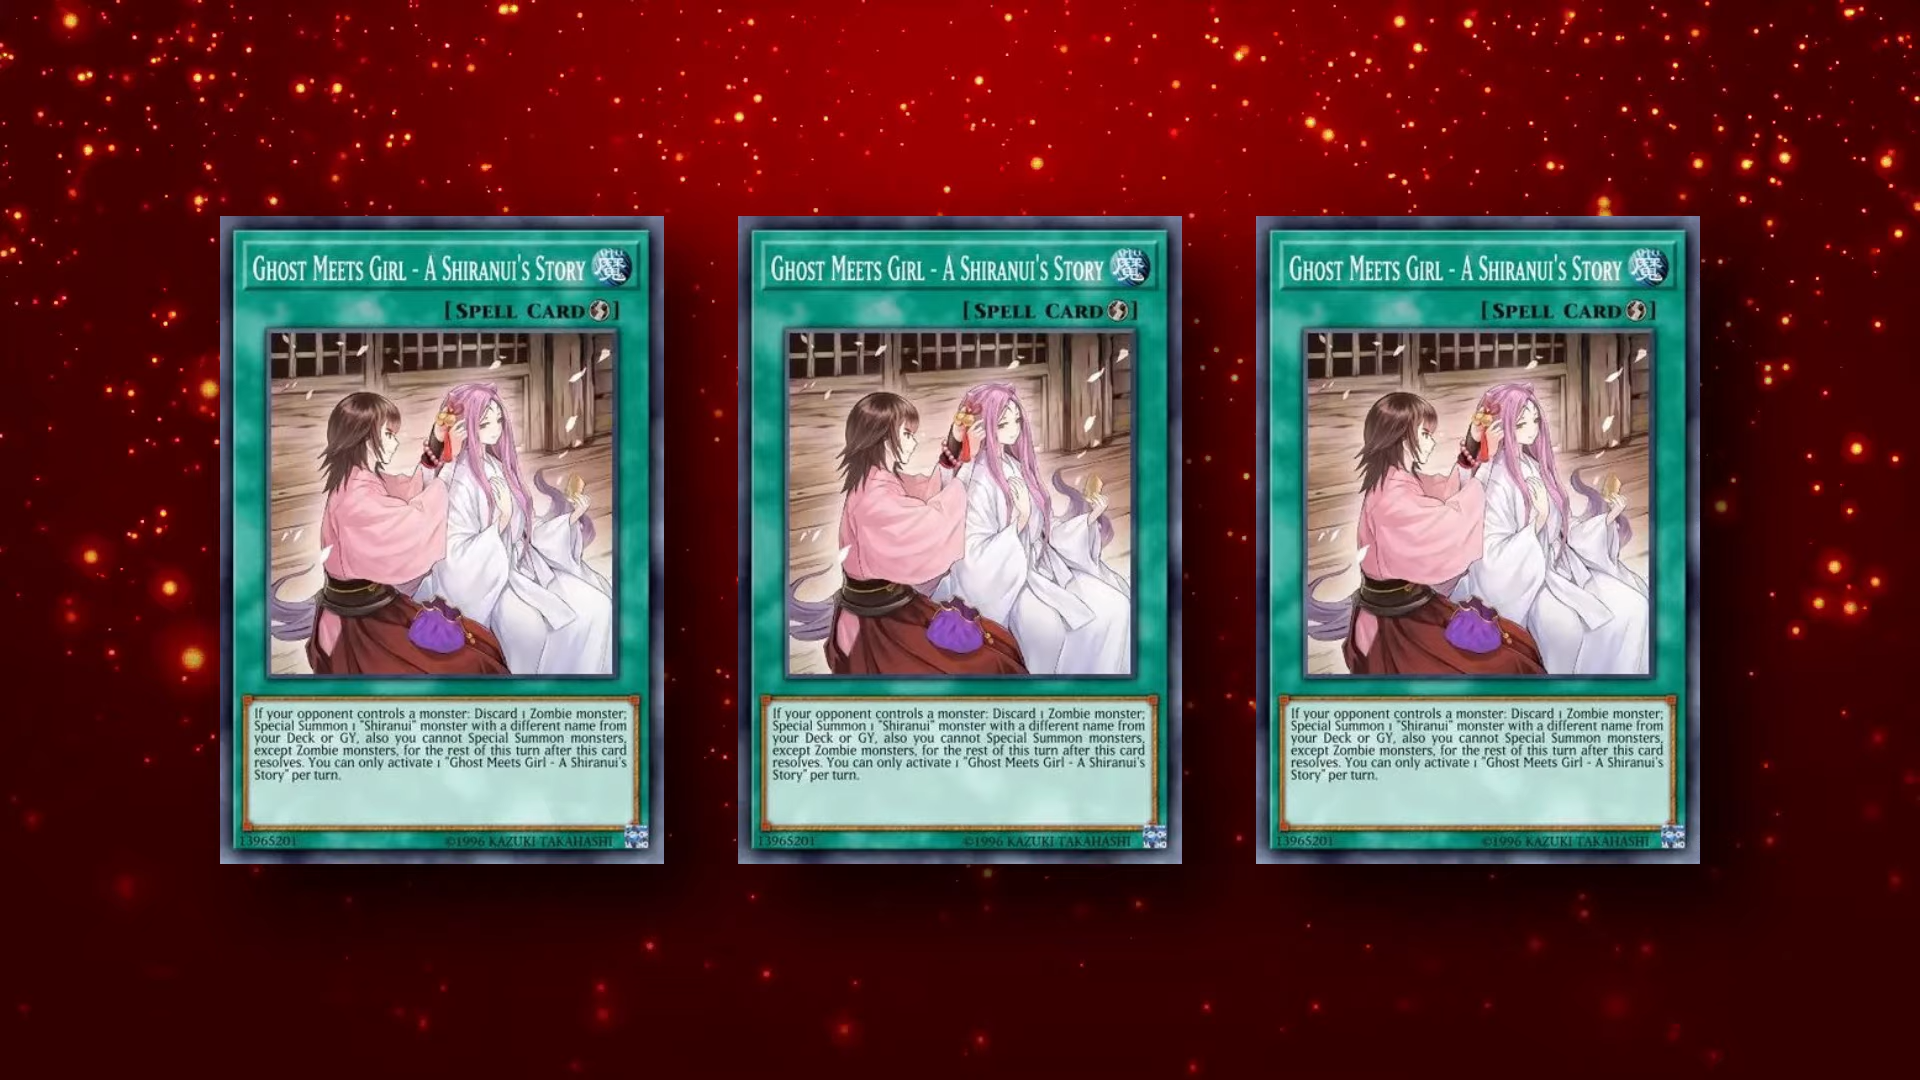 GHOST MEETS GIRL - A SHIRANUI'S STORY 魔
[SPELL CARD]
If your opponent controls a monster: Discard 1 Zombie monster;
Special Summon 1 "Shiranui" monster with a different name from
your Deck or GY, also you cannot Special Summon monsters,
except Zombie monsters, for the rest of this turn after this card
resolves. You can only activate 1 "Ghost Meets Girl - A Shiranui's
Story" per turn.
13965201 ©1996 KAZUKI TAKAHASHI
GHOST MEETS GIRL - A SHIRANUI'S STORY 魔
[SPELL CARD]
If your opponent controls a monster: Discard 1 Zombie monster;
Special Summon 1 "Shiranui" monster with a different name from
your Deck or GY, also you cannot Special Summon monsters,
except Zombie monsters, for the rest of this turn after this card
resolves. You can only activate 1 "Ghost Meets Girl - A Shiranui's
Story" per turn.
13965201 ©1996 KAZUKI TAKAHASHI
GHOST MEETS GIRL - A SHIRANUI'S STORY 魔
[SPELL CARD]
If your opponent controls a monster: Discard 1 Zombie monster;
Special Summon 1 "Shiranui" monster with a different name from
your Deck or GY, also you cannot Special Summon monsters,
except Zombie monsters, for the rest of this turn after this card
resolves. You can only activate 1 "Ghost Meets Girl - A Shiranui's
Story" per turn.
13965201 ©1996 KAZUKI TAKAHASHI